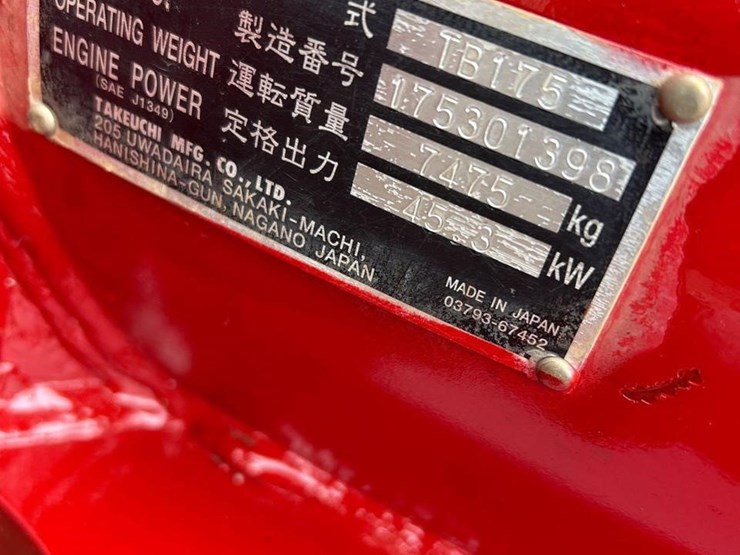 式 TB175
製造番号 175301398
OPERATING WEIGHT 運転質量 7475 kg
ENGINE POWER 定格出力 45.3 kW
(SAE J1349)
TAKEUCHI MFG. CO., LTD.
205 UWADAIRA, SAKAKI-MACHI,
HANISHINA-GUN, NAGANO JAPAN
MADE IN JAPAN
03793-67452